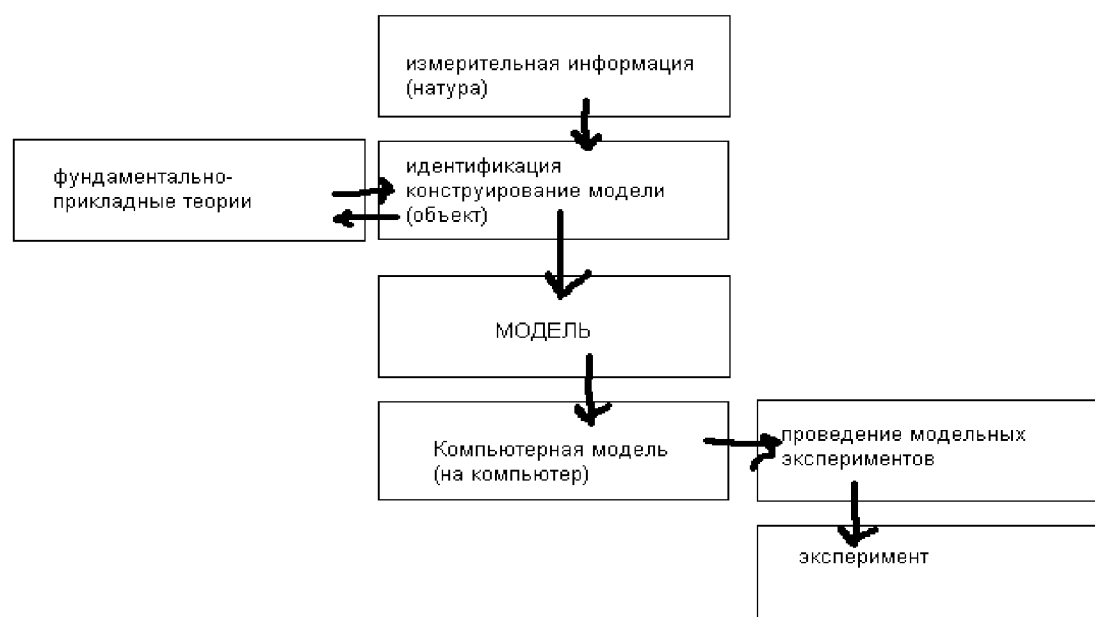 измерительная информация
(натура)
фундаментально-
прикладные теории
идентификация
конструирование модели
(объект)
МОДЕЛЬ
Компьютерная модель
(на компьютер)
проведение модельных
экспериментов
эксперимент